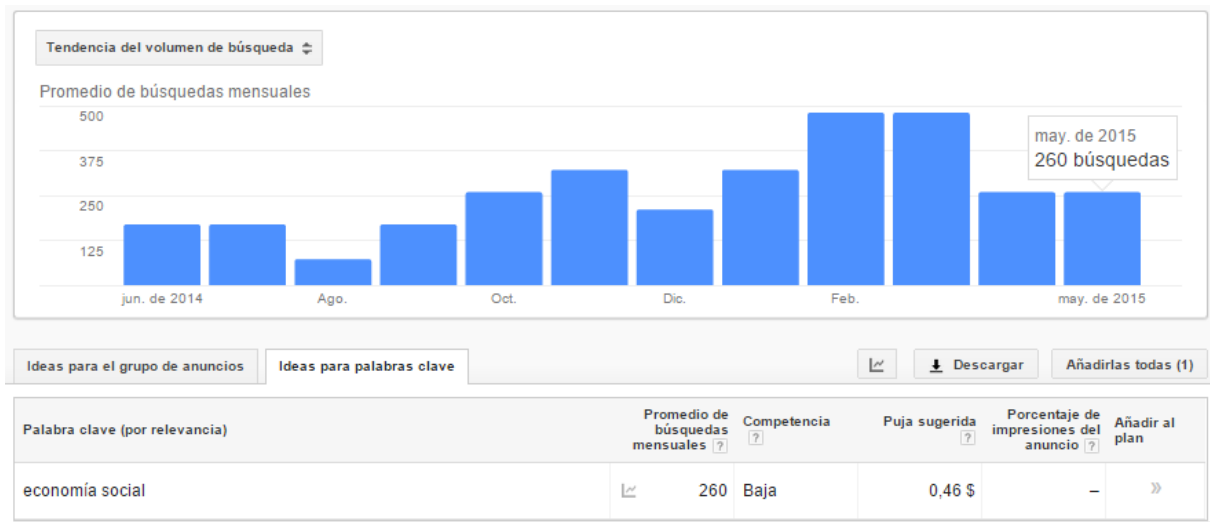 Tendencia del volumen de búsqueda
Promedio de búsquedas mensuales
500
375
250
125
may. de 2015
260 búsquedas
jun. de 2014 Ago. Oct. Dic. Feb. may. de 2015
Ideas para el grupo de anuncios Ideas para palabras clave Descargar Añadirlas todas (1)
Palabra clave (por relevancia)
Promedio de
búsquedas
mensuales ?
Competencia
?
Puja sugerida
?
Porcentaje de
impresiones del
anuncio ?
Añadir al
plan
economía social 260 Baja 0,46 $ – »